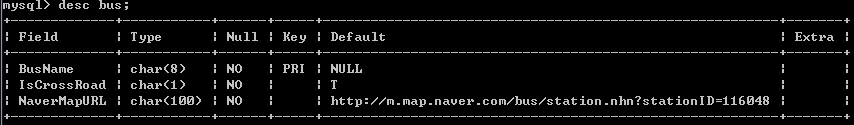 mysql> desc bus;
+--------------+-----------+------+-----+------------------------------------------------------+-------+
| Field | Type | Null | Key | Default | Extra |
+--------------+-----------+------+-----+------------------------------------------------------+-------+
| BusName | char(8) | NO | PRI | NULL | |
| IsCrossRoad | char(1) | NO | | T | |
| NaverMapURL | char(100) | NO | | http://m.map.naver.com/bus/station.nhn?stationID=116048 | |
+--------------+-----------+------+-----+------------------------------------------------------+-------+